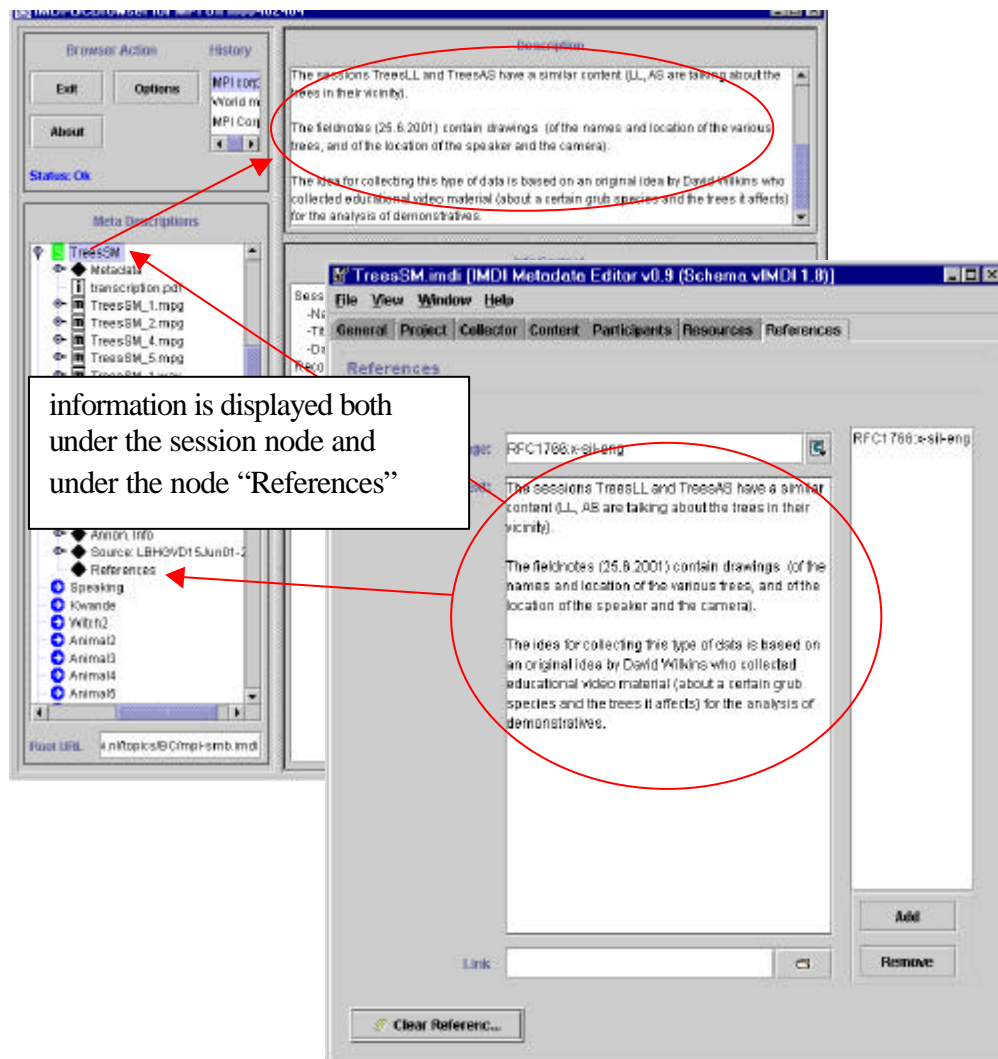 Browser Action
History
Description
Exit
Options
About
MPI corp
World m
MPI Corp
Status: Ok
The sessions TreesLL and TreesAS have a similar content (LL, AS are talking about the
trees in their vicinity).
The fieldnotes (25.6.2001) contain drawings (of the names and location of the various
trees, and of the location of the speaker and the camera).
The idea for collecting this type of data is based on an original idea by David Wilkins who
collected educational video material (about a certain grub species and the trees it affects)
for the analysis of demonstratives.
Meta Descriptions
S TreesSM
Metadata
transcription.pdf
TreesSM_1.mpg
TreesSM_2.mpg
TreesSM_4.mpg
TreesSM_5.mpg
information is displayed both
under the session node and
under the node “References”
Source: LBHGVD15Jun01-2
References
Speaking
Kwande
Witch2
Animal2
Animal3
Animal4
Animal5
Root URL
TreesSM.imdi [IMDI Metadata Editor v0.9 (Schema vIMDI 1.8)]
File View Window Help
General Project Collector Content Participants Resources References
References
RFC1766:x-sil-eng
RFC1766:x-sil-eng
The sessions TreesLL and TreesAS have a similar
content (LL, AS are talking about the trees in their
vicinity).
The fieldnotes (25.6.2001) contain drawings (of the
names and location of the various trees, and of the
location of the speaker and the camera).
The idea for collecting this type of data is based on
an original idea by David Wilkins who collected
educational video material (about a certain grub
species and the trees it affects) for the analysis of
demonstratives.
Add
Remove
Link
Clear Referenc...